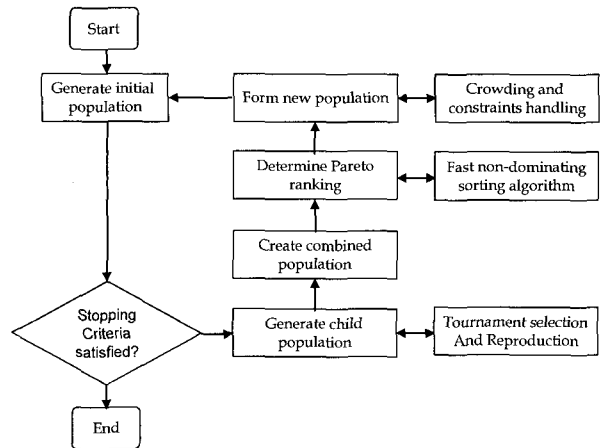 Start
Generate initial
population
Form new population
Crowding and
constraints handling
Determine Pareto
ranking
Fast non-dominating
sorting algorithm
Create combined
population
Stopping
Criteria
satisfied?
Generate child
population
Tournament selection
And Reproduction
End